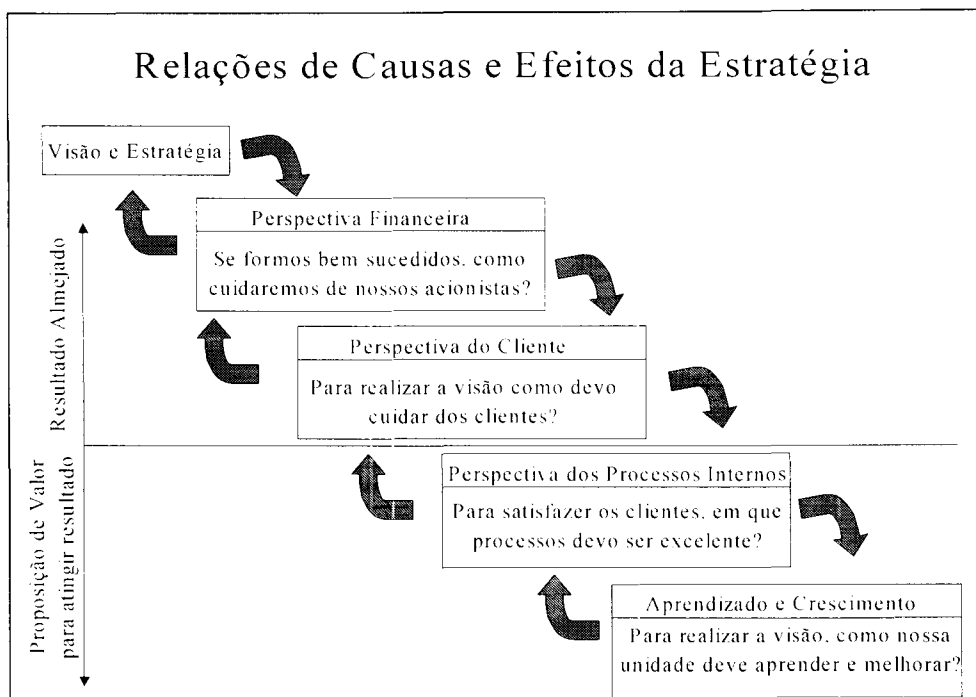 Relações de Causas e Efeitos da Estratégia
Visão e Estratégia
Perspectiva Financeira
Se formos bem sucedidos, como
cuidaremos de nossos acionistas?
Perspectiva do Cliente
Para realizar a visão como devo
cuidar dos clientes?
Perspectiva dos Processos Internos
Para satisfazer os clientes, em que
processos devo ser excelente?
Aprendizado e Crescimento
Para realizar a visão, como nossa
unidade deve aprender e melhorar?
Resultado Almejado
Proposição de Valor
para atingir resultado